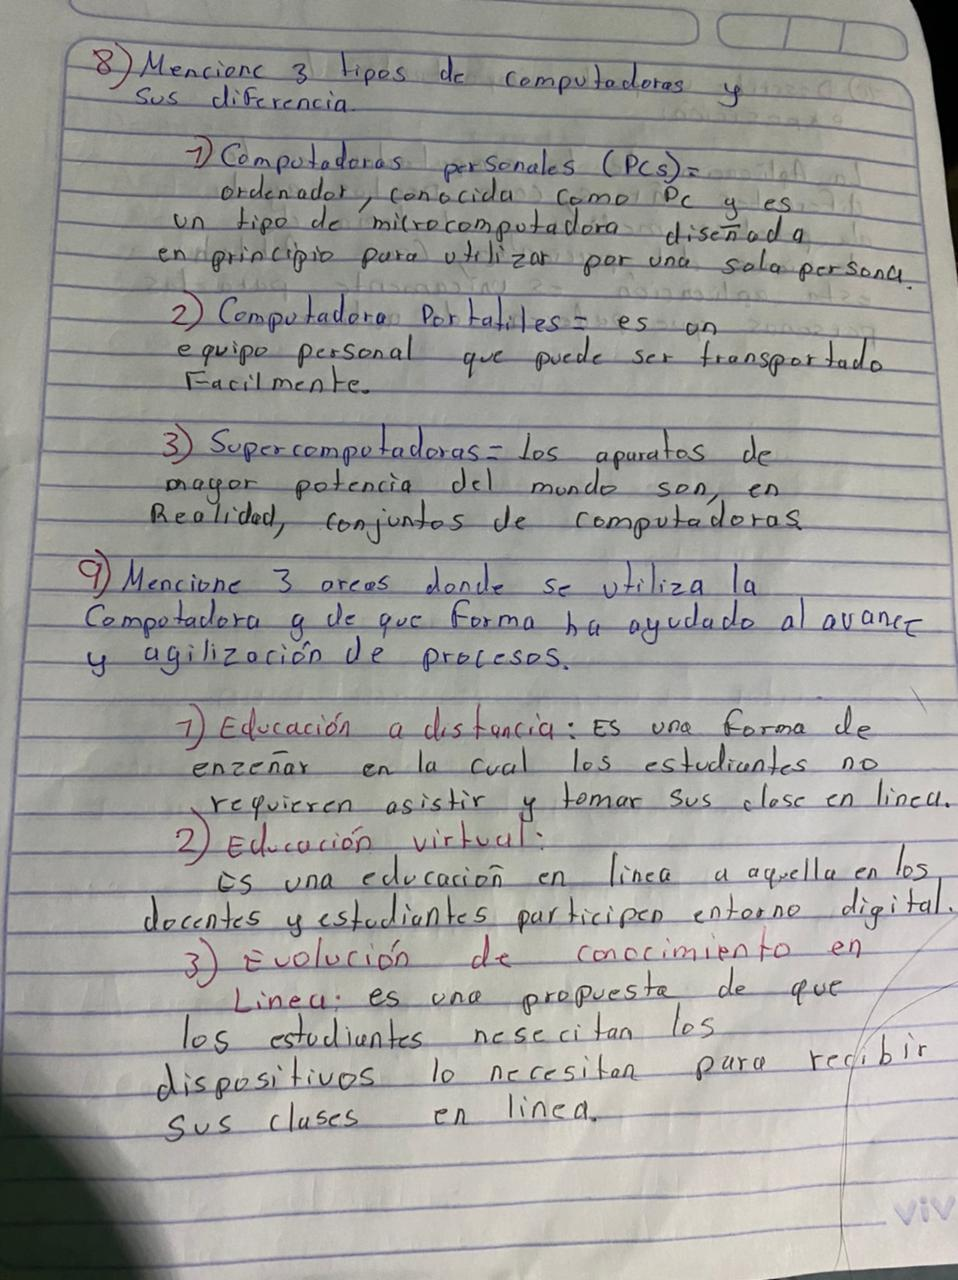 8) Mencione 3 tipos de computadoras y
sus diferencia.
1) Computadoras personales (PCs)=
ordenador, conocida como Pc y es
un tipo de microcomputadora diseñada
en principio para utilizar por una sola persona.
2) Computadora Portatiles= es un
equipo personal que puede ser transportado
Facilmente.
3) Supercomputadoras= los aparatos de
mayor potencia del mundo son, en
Realidad, conjuntos de computadoras
9) Mencione 3 areas donde se utiliza la
Computadora y de que forma ha ayudado al avance
y agilización de procesos.
1) Educación a distancia: Es una forma de
enzeñar en la cual los estudiantes no
requieren asistir y tomar sus clase en linea.
2) Educación virtual:
Es una educación en linea a aquella en los
docentes y estudiantes participen entorno digital.
3) Evolución de conocimiento en
Linea: es una propuesta de que
los estudiantes nesecitan los
dispositivos lo necesitan para recibir
sus clases en linea.
viv